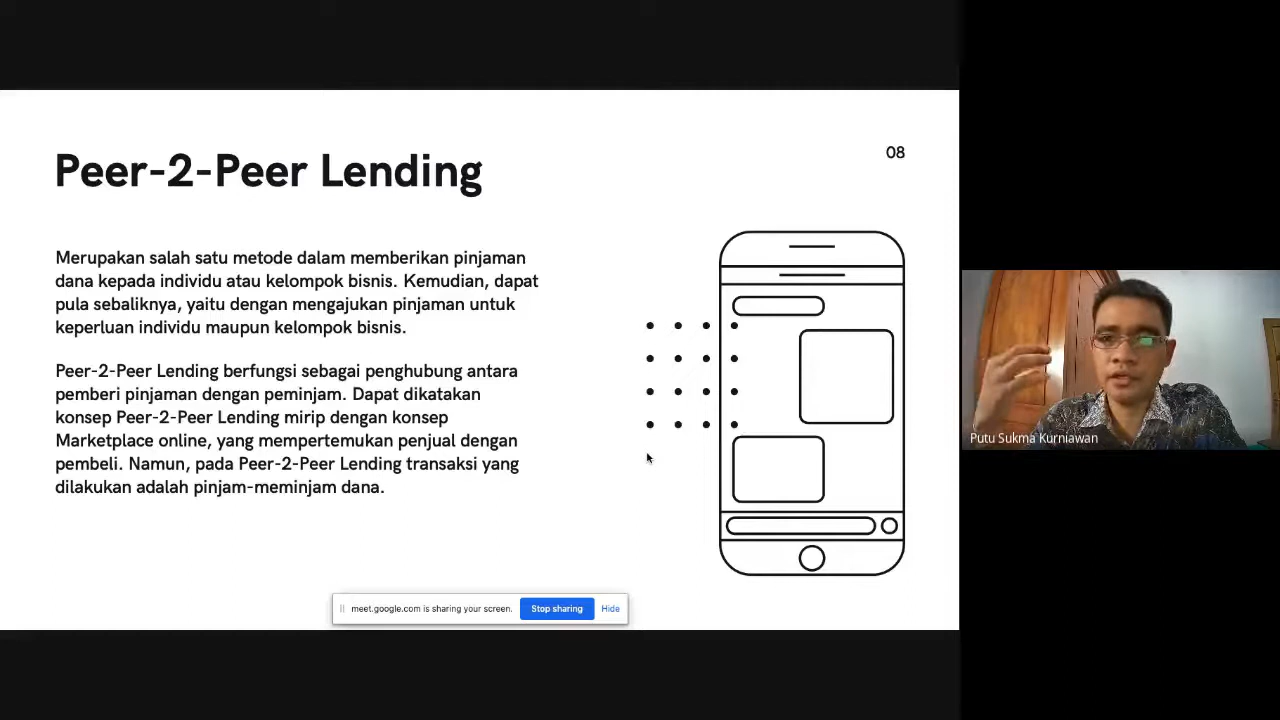 Peer-2-Peer Lending
08
Merupakan salah satu metode dalam memberikan pinjaman
dana kepada individu atau kelompok bisnis. Kemudian, dapat
pula sebaliknya, yaitu dengan mengajukan pinjaman untuk
keperluan individu maupun kelompok bisnis.
Peer-2-Peer Lending berfungsi sebagai penghubung antara
pemberi pinjaman dengan peminjam. Dapat dikatakan
konsep Peer-2-Peer Lending mirip dengan konsep
Marketplace online, yang mempertemukan penjual dengan
pembeli. Namun, pada Peer-2-Peer Lending transaksi yang
dilakukan adalah pinjam-meminjam dana.
meet.google.com is sharing your screen.
Stop sharing
Hide
Putu Sukma Kurniawan